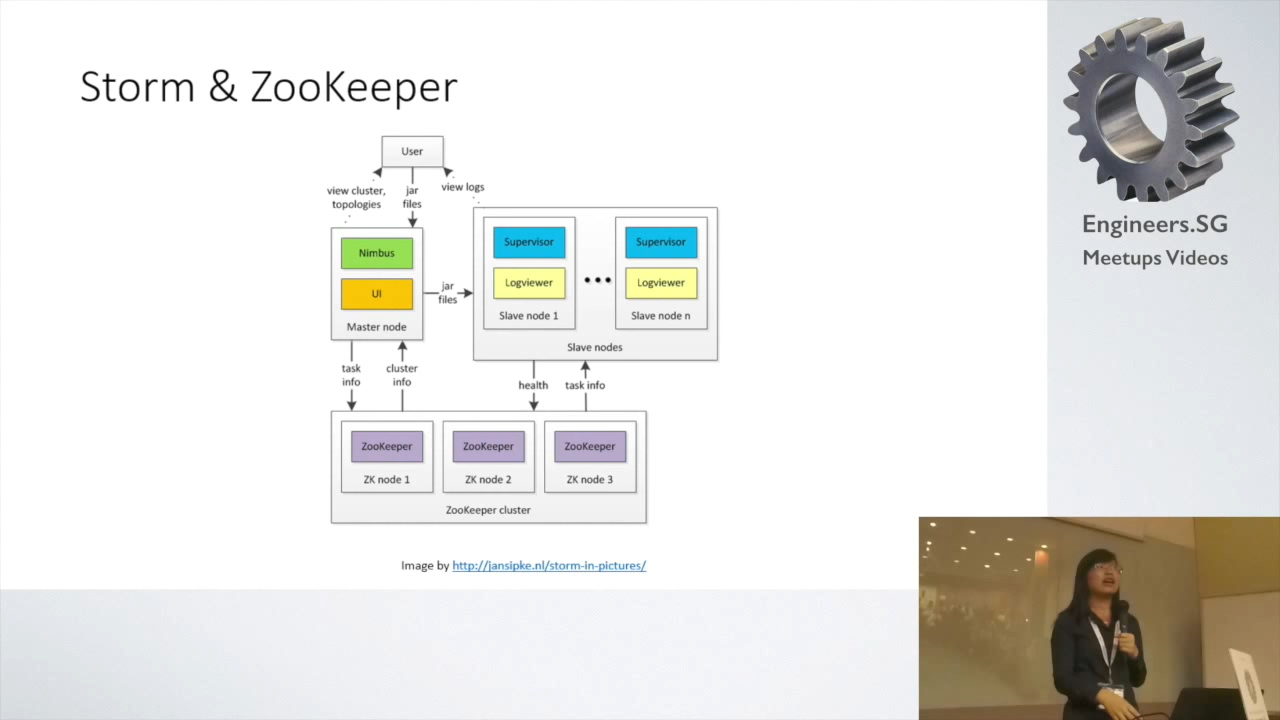 Storm & ZooKeeper
User
view cluster,
topologies
jar
files
view logs
Nimbus
UI
Master node
jar
files
Supervisor
Logviewer
Slave node 1
Supervisor
Logviewer
Slave node n
Slave nodes
task
info
cluster
info
health
task info
ZooKeeper
ZK node 1
ZooKeeper
ZK node 2
ZooKeeper
ZK node 3
ZooKeeper cluster
Image by http://jansipke.nl/storm-in-pictures/
Engineers.SG
Meetups Videos